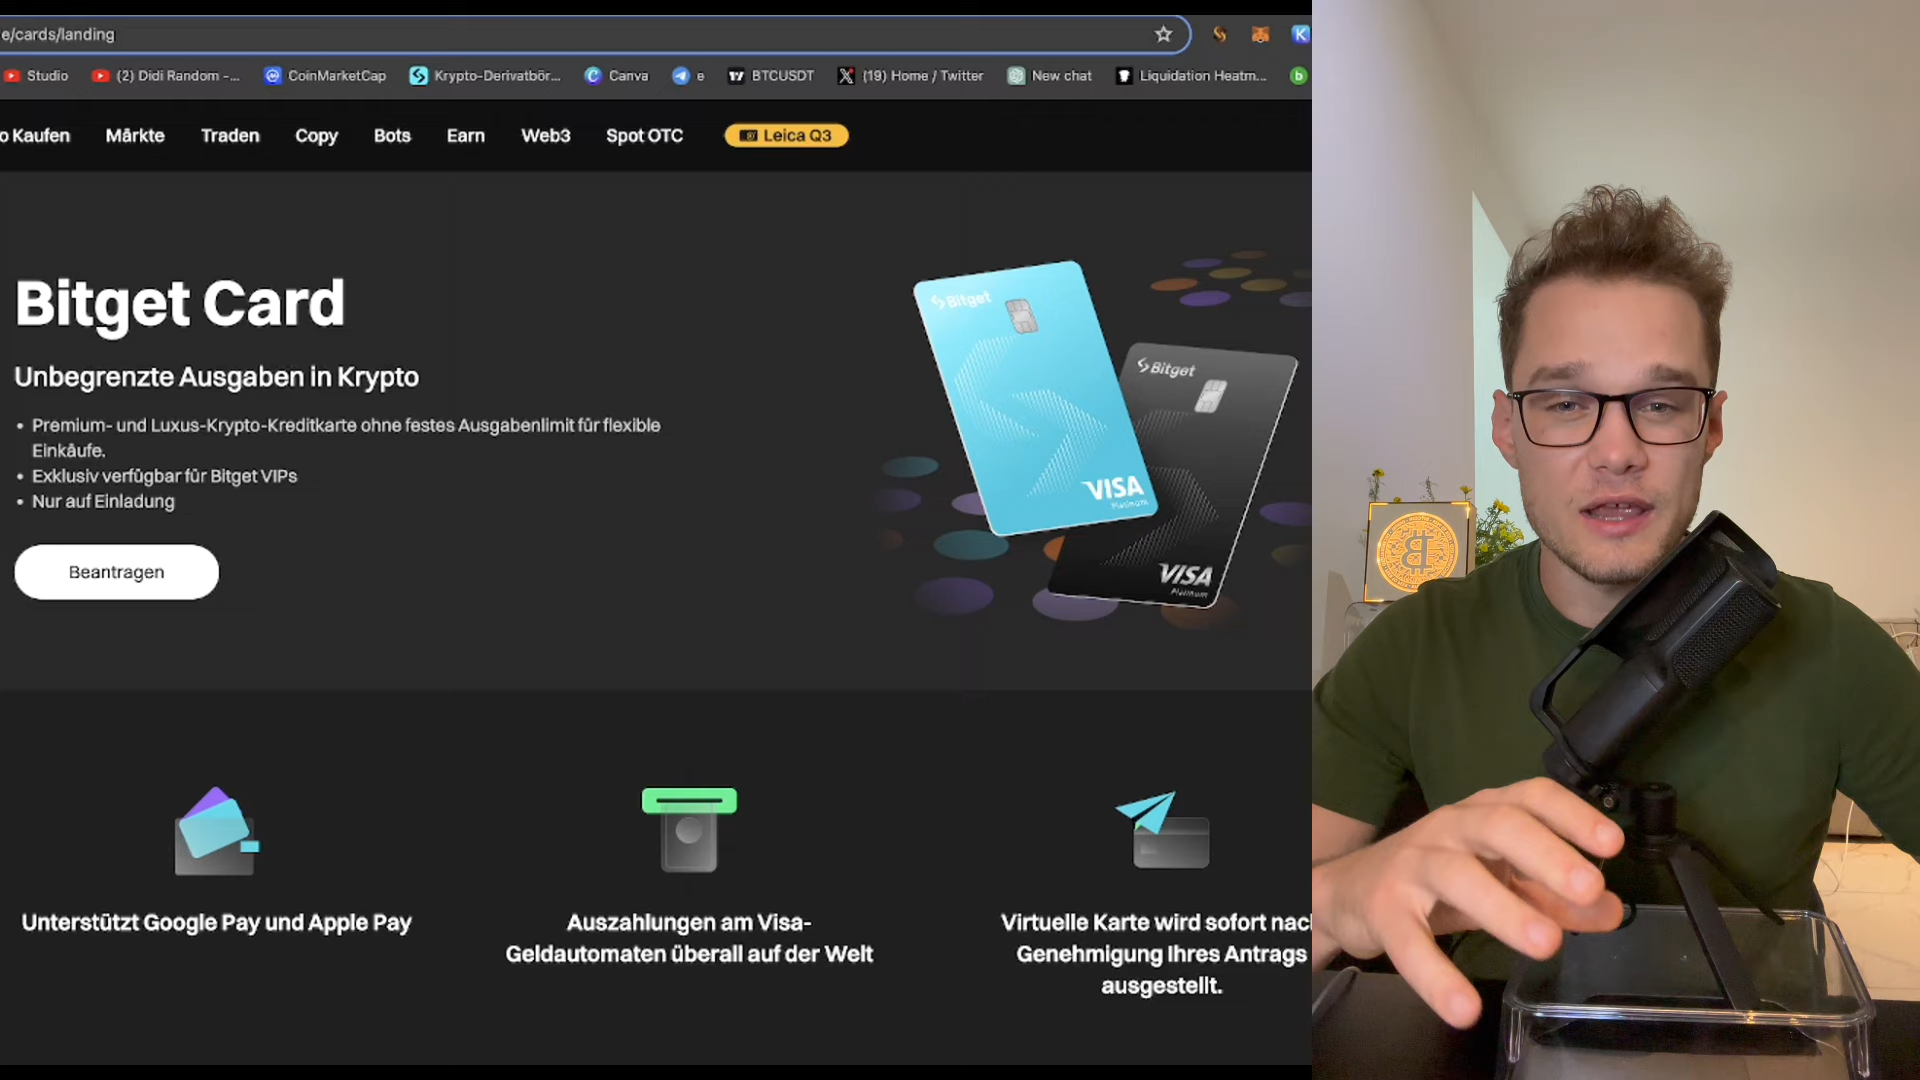 e/cards/landing
Studio
(2) Didi Random -...
CoinMarketCap
Krypto-Derivatbör...
Canva
e
BTCUSDT
(19) Home / Twitter
New chat
Liquidation Heatm...
o Kaufen
Märkte
Traden
Copy
Bots
Earn
Web3
Spot OTC
Leica Q3
Bitget Card
Unbegrenzte Ausgaben in Krypto
• Premium- und Luxus-Krypto-Kreditkarte ohne festes Ausgabenlimit für flexible
Einkäufe.
• Exklusiv verfügbar für Bitget VIPs
• Nur auf Einladung
Beantragen
Bitget
VISA
Platinum
Bitget
VISA
Platinum
Unterstützt Google Pay und Apple Pay
Auszahlungen am Visa-
Geldautomaten überall auf der Welt
Virtuelle Karte wird sofort nac
Genehmigung Ihres Antrags
ausgestellt.